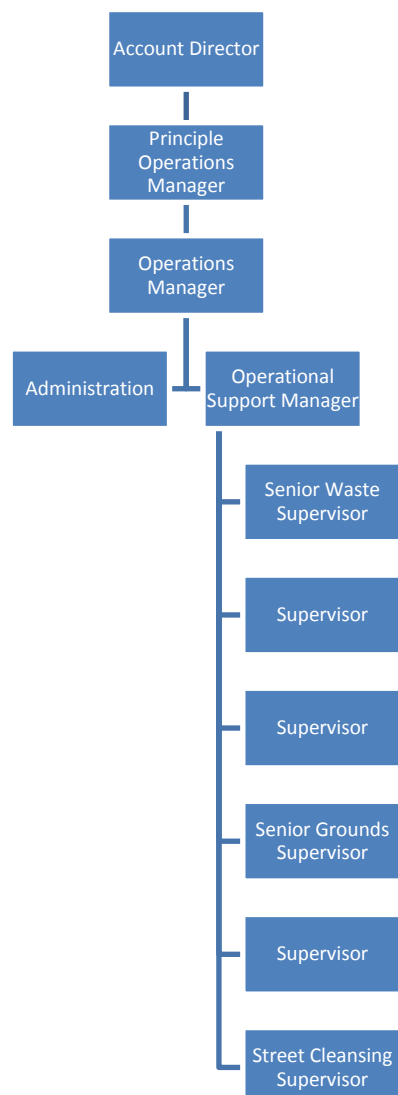 Account Director
Principle
Operations
Manager
Operations
Manager
Administration
Operational
Support Manager
Senior Waste
Supervisor
Supervisor
Supervisor
Senior Grounds
Supervisor
Supervisor
Street Cleansing
Supervisor